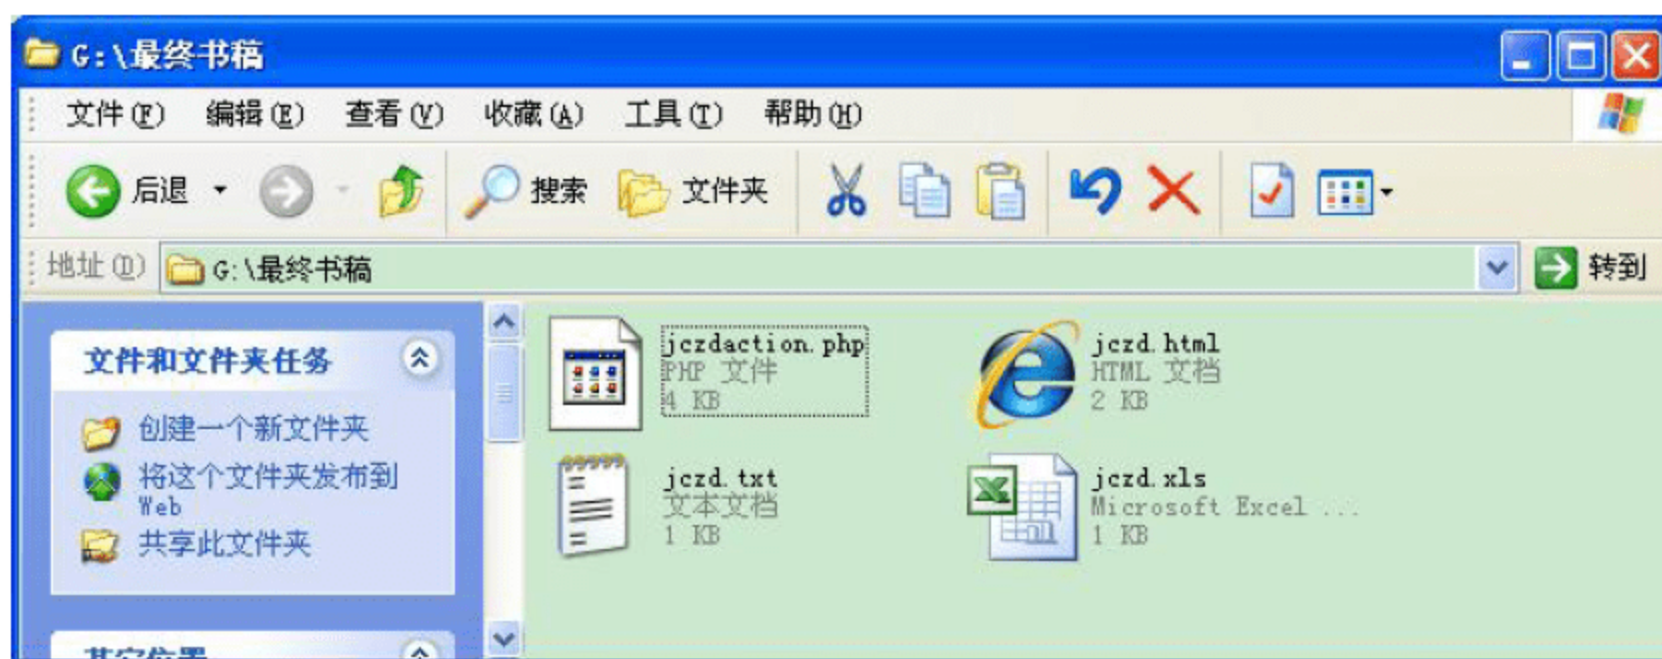 G:\最终书稿
文件(F) 编辑(E) 查看(V) 收藏(A) 工具(T) 帮助(H)
后退 搜索 文件夹
地址(D) G:\最终书稿 转到
文件和文件夹任务
创建一个新文件夹
将这个文件夹发布到
Web
共享此文件夹
其它位置
jczdaction.php
PHP 文件
4 KB
jczd.html
HTML 文档
2 KB
jczd.txt
文本文档
1 KB
jczd.xls
Microsoft Excel ...
1 KB